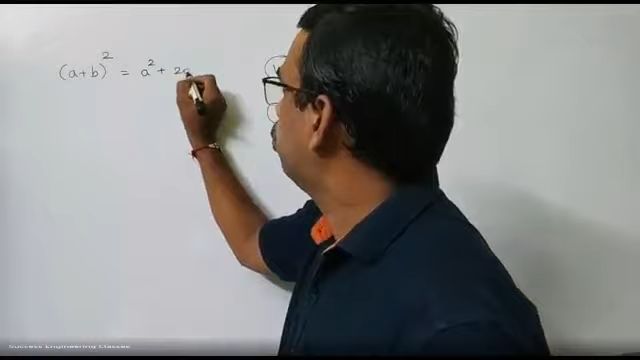 (a+b)² = a² + 2a
Success Engineering Classes